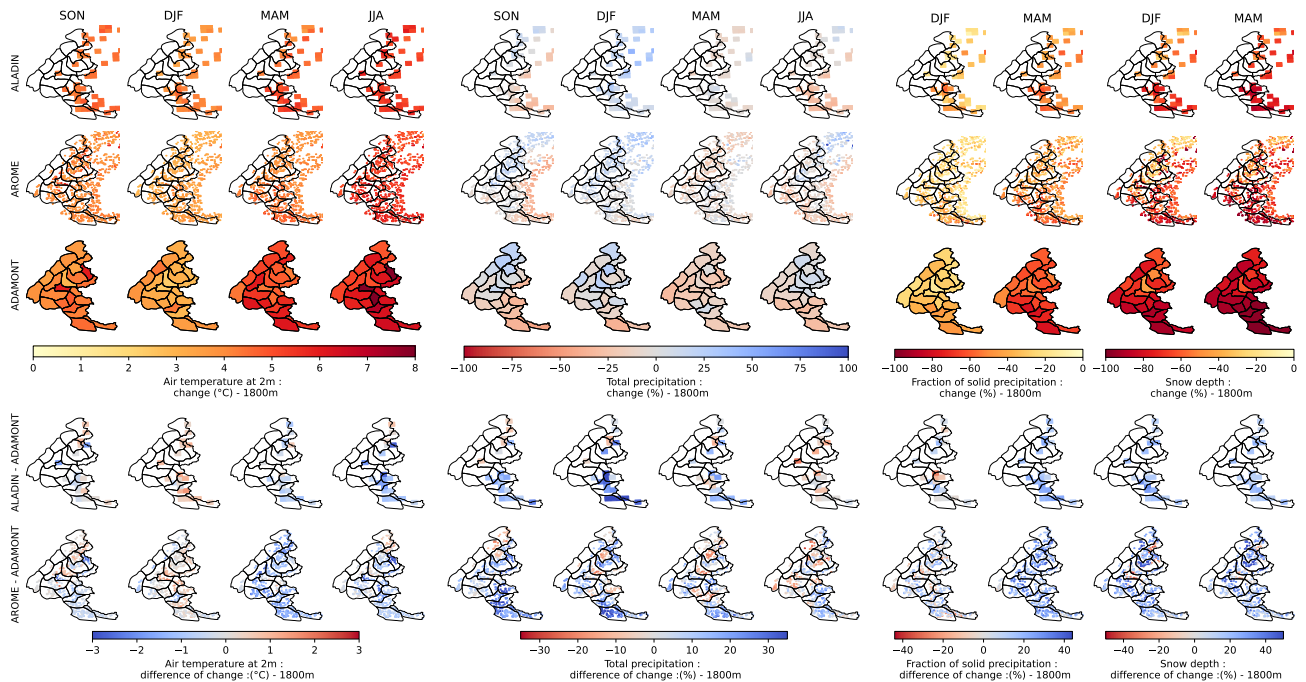 SON DJF MAM JJA SON DJF MAM JJA DJF MAM DJF MAM
ALADIN
AROME
ADAMONT
0 1 2 3 4 5 6 7 8
Air temperature at 2m :
change (°C) - 1800m
−100 −75 −50 −25 0 25 50 75 100
Total precipitation :
change (%) - 1800m
−100 −80 −60 −40 −20 0
Fraction of solid precipitation :
change (%) - 1800m
−100 −80 −60 −40 −20 0
Snow depth :
change (%) - 1800m
ALADIN - ADAMONT
AROME - ADAMONT
−3 −2 −1 0 1 2 3
Air temperature at 2m :
difference of change :(°C) - 1800m
−30 −20 −10 0 10 20 30
Total precipitation :
difference of change :(%) - 1800m
−40 −20 0 20 40
Fraction of solid precipitation :
difference of change :(%) - 1800m
−40 −20 0 20 40
Snow depth :
difference of change :(%) - 1800m